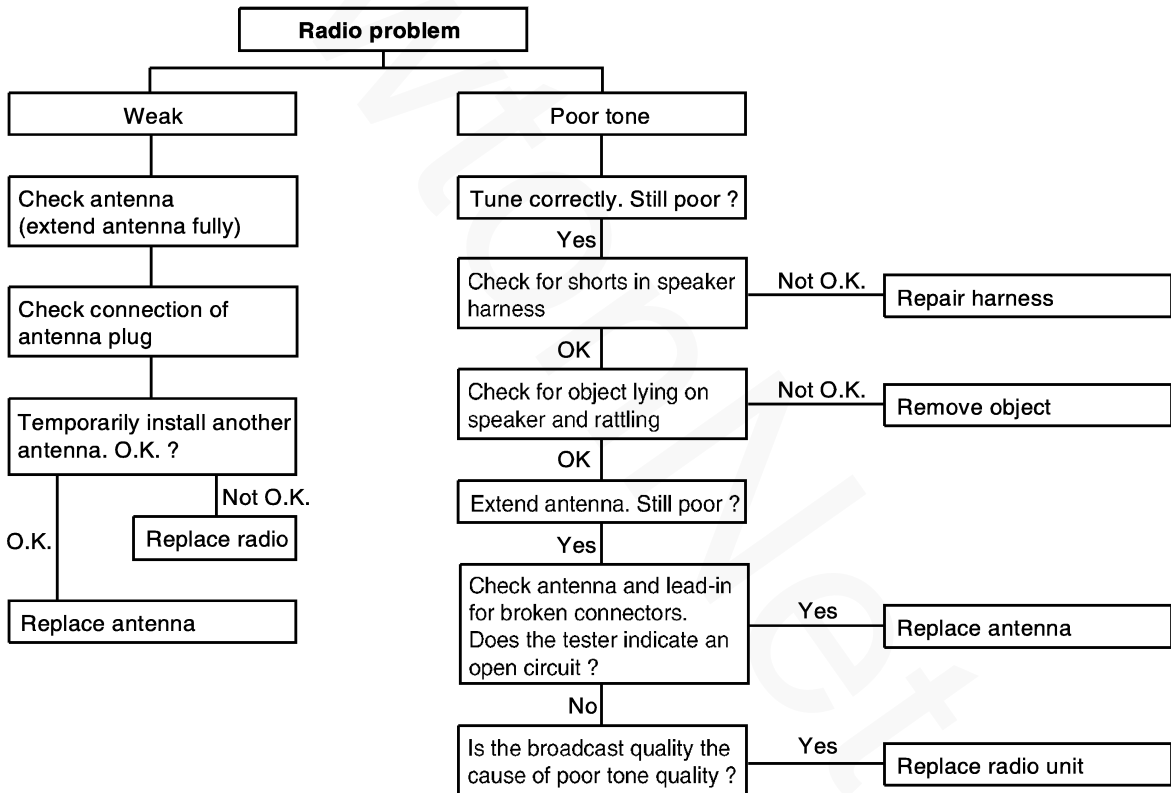 Radio problem
Weak
Check antenna
(extend antenna fully)
Check connection of
antenna plug
Temporarily install another
antenna. O.K. ?
Not O.K.
Replace radio
O.K.
Replace antenna
Poor tone
Tune correctly. Still poor ?
Yes
Check for shorts in speaker
harness
Not O.K.
Repair harness
OK
Check for object lying on
speaker and rattling
Not O.K.
Remove object
OK
Extend antenna. Still poor ?
Yes
Check antenna and lead-in
for broken connectors.
Does the tester indicate an
open circuit ?
Yes
Replace antenna
No
Is the broadcast quality the
cause of poor tone quality ?
Yes
Replace radio unit